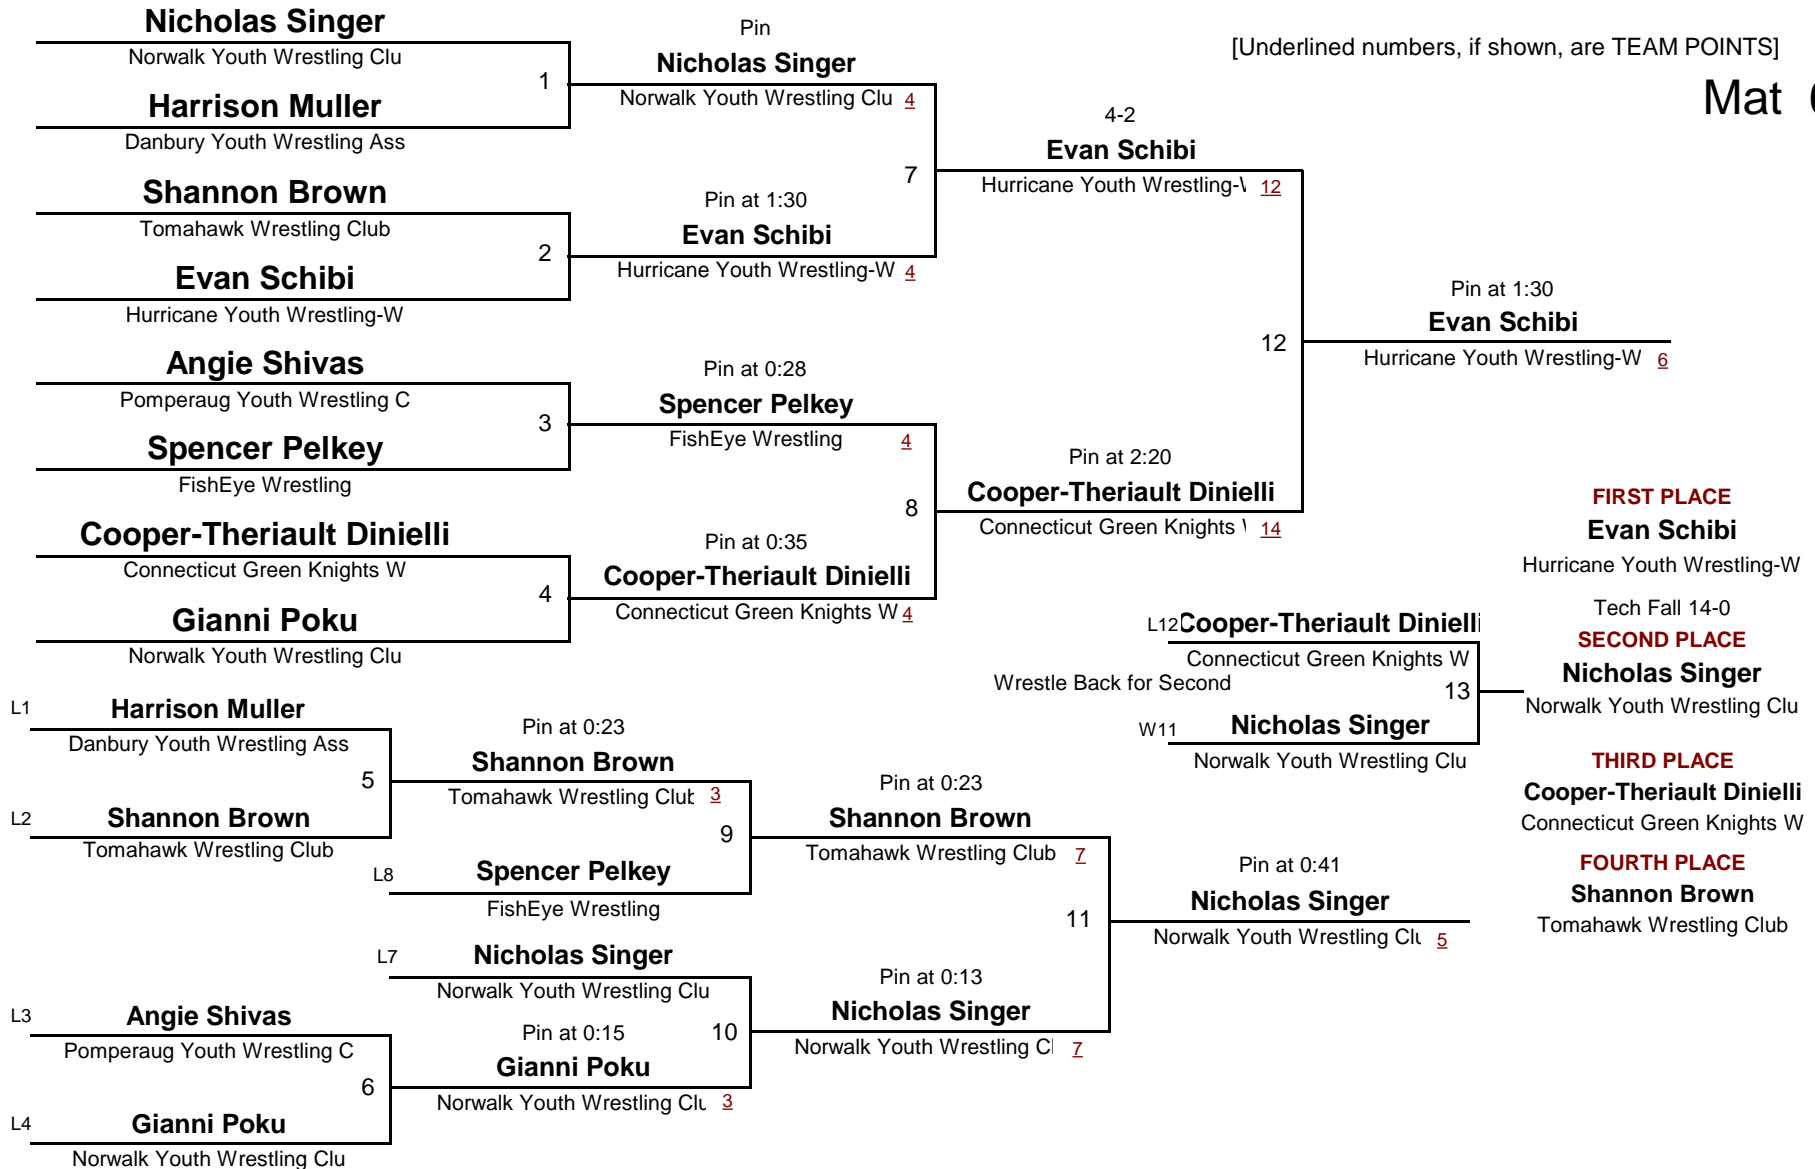 Nicholas Singer
Norwalk Youth Wrestling Clu
1
Harrison Muller
Danbury Youth Wrestling Ass
Shannon Brown
Tomahawk Wrestling Club
2
Evan Schibi
Hurricane Youth Wrestling-W
Angie Shivas
Pomperaug Youth Wrestling C
3
Spencer Pelkey
FishEye Wrestling
Cooper-Theriault Dinielli
Connecticut Green Knights W
4
Gianni Poku
Norwalk Youth Wrestling Clu
Pin
Nicholas Singer
Norwalk Youth Wrestling Clu 4
7
Pin at 1:30
Evan Schibi
Hurricane Youth Wrestling-W 4
Pin at 0:28
Spencer Pelkey
FishEye Wrestling 4
8
Pin at 0:35
Cooper-Theriault Dinielli
Connecticut Green Knights W 4
[Underlined numbers, if shown, are TEAM POINTS]
Mat
4-2
Evan Schibi
Hurricane Youth Wrestling- 12
12
Pin at 2:20
Cooper-Theriault Dinielli
Connecticut Green Knights 14
Pin at 1:30
Evan Schibi
Hurricane Youth Wrestling-W 6
L1 Harrison Muller
Danbury Youth Wrestling Ass
5
L2 Shannon Brown
Tomahawk Wrestling Club
L3 Angie Shivas
Pomperaug Youth Wrestling C
6
L4 Gianni Poku
Norwalk Youth Wrestling Clu
Pin at 0:23
Shannon Brown
Tomahawk Wrestling Club 3
9
L8 Spencer Pelkey
FishEye Wrestling
L7 Nicholas Singer
Norwalk Youth Wrestling Clu
Pin at 0:15 10
Gianni Poku
Norwalk Youth Wrestling Clu 3
Pin at 0:23
Shannon Brown
Tomahawk Wrestling Club 7
11
Pin at 0:13
Nicholas Singer
Norwalk Youth Wrestling Cl 7
Pin at 0:41
Nicholas Singer
Norwalk Youth Wrestling Clu 5
L12 Cooper-Theriault Dinielli
Connecticut Green Knights W
Wrestle Back for Second
13
W11 Nicholas Singer
Norwalk Youth Wrestling Clu
FIRST PLACE
Evan Schibi
Hurricane Youth Wrestling-W
Tech Fall 14-0
SECOND PLACE
Nicholas Singer
Norwalk Youth Wrestling Clu
THIRD PLACE
Cooper-Theriault Dinielli
Connecticut Green Knights W
FOURTH PLACE
Shannon Brown
Tomahawk Wrestling Club